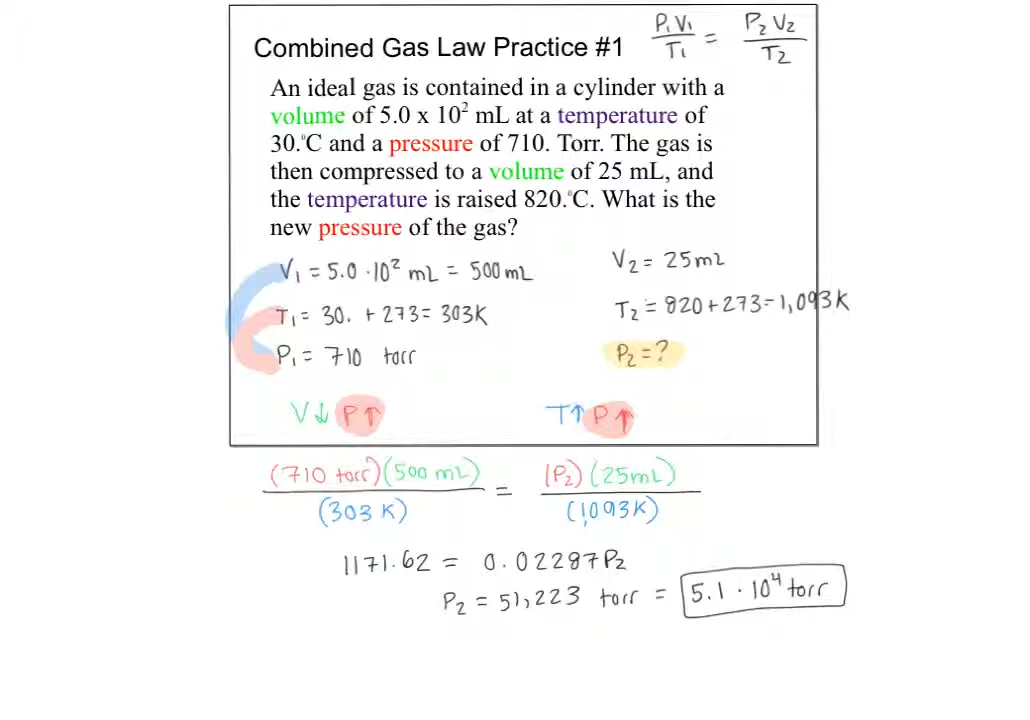 Combined Gas Law Practice #1
P₁V₁/T₁ = P₂V₂/T₂
An ideal gas is contained in a cylinder with a
volume of 5.0 x 10² mL at a temperature of
30.°C and a pressure of 710. Torr. The gas is
then compressed to a volume of 25 mL, and
the temperature is raised 820.°C. What is the
new pressure of the gas?
V₁ = 5.0 · 10² mL = 500 mL
V₂ = 25 mL
T₁ = 30. + 273 = 303K
T₂ = 820 + 273 = 1,093K
P₁ = 710 torr
P₂ = ?
V↓ P↑
T↑ P↑
(710 torr)(500 mL)/(303 K) = (P₂)(25mL)/(1,093K)
1171.62 = 0.02287P₂
P₂ = 51,223 torr = 5.1 · 10⁴ torr